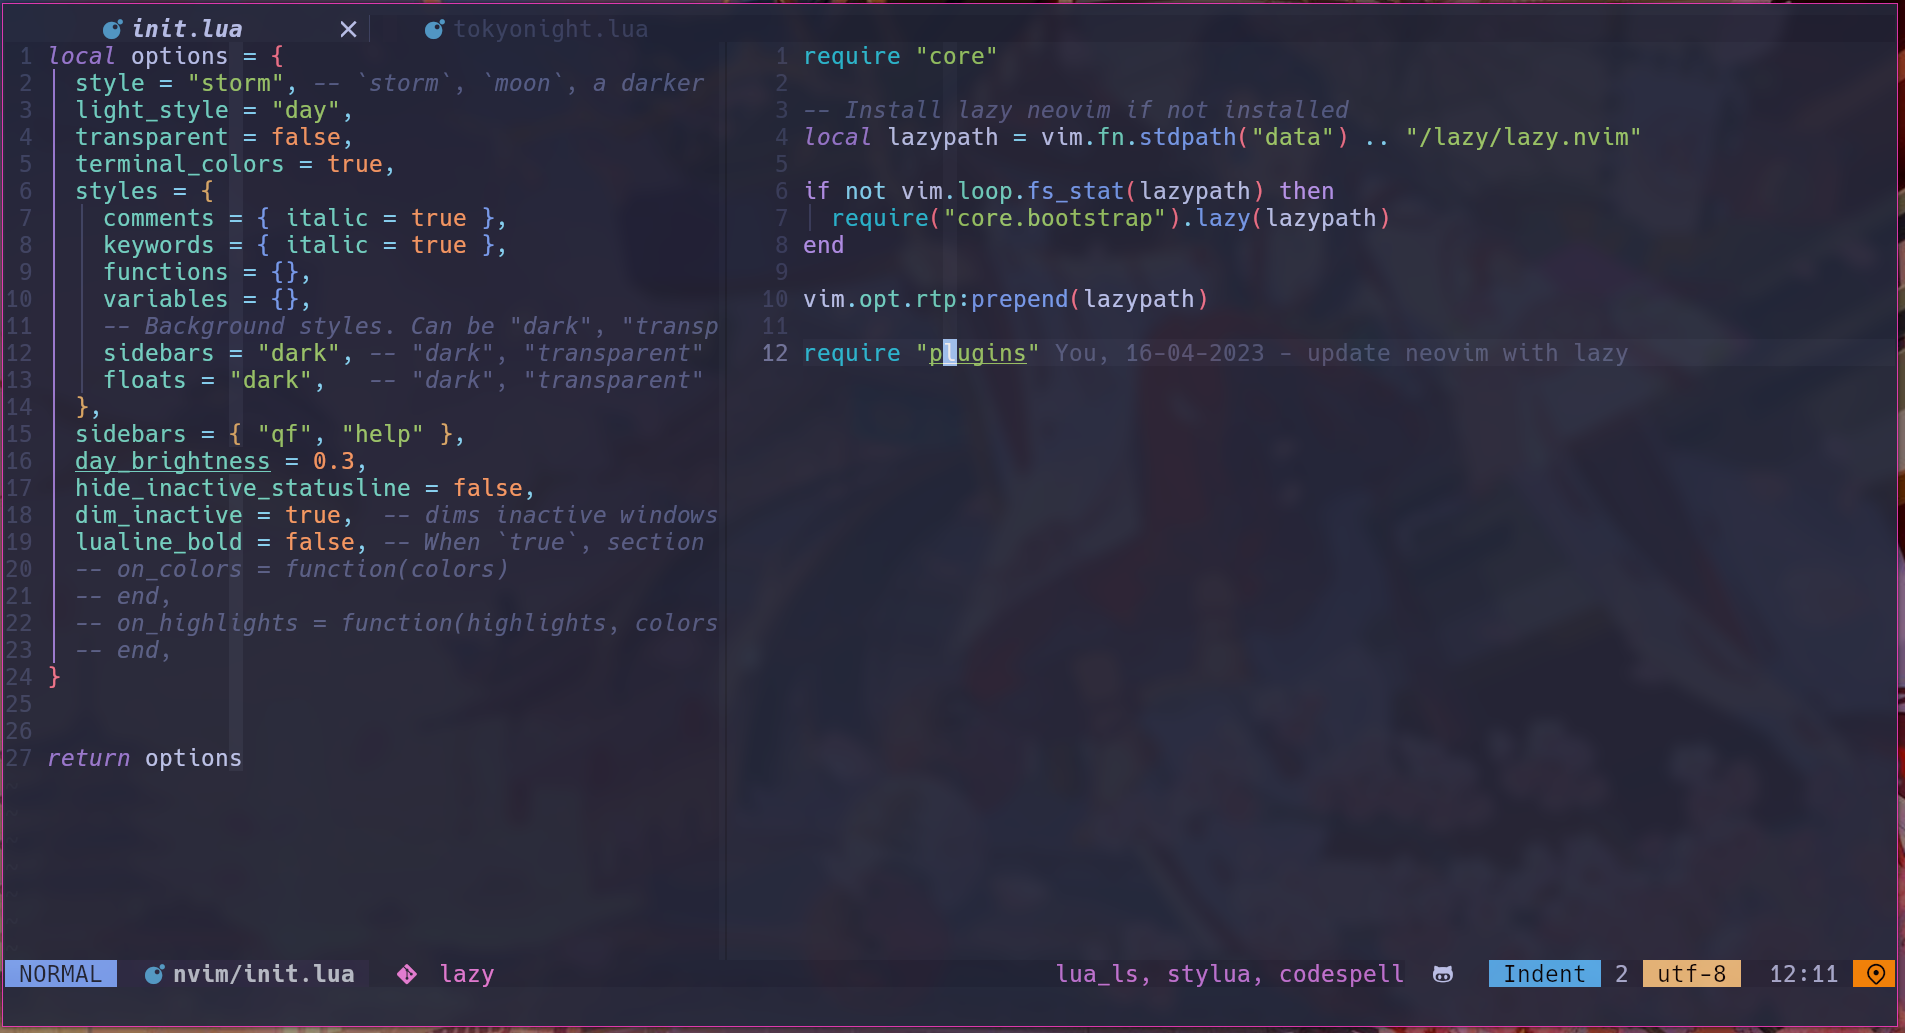 init.lua
tokyonight.lua
1 local options = {
2 style = "storm", -- `storm`, `moon`, a darker
3 light_style = "day",
4 transparent = false,
5 terminal_colors = true,
6 styles = {
7 comments = { italic = true },
8 keywords = { italic = true },
9 functions = {},
10 variables = {},
11 -- Background styles. Can be "dark", "transp
12 sidebars = "dark", -- "dark", "transparent"
13 floats = "dark",   -- "dark", "transparent"
14 },
15 sidebars = { "qf", "help" },
16 day_brightness = 0.3,
17 hide_inactive_statusline = false,
18 dim_inactive = true,  -- dims inactive windows
19 lualine_bold = false, -- When `true`, section
20 -- on_colors = function(colors)
21 -- end,
22 -- on_highlights = function(highlights, colors
23 -- end,
24 }
25
26
27 return options
1 require "core"
2
3 -- Install lazy neovim if not installed
4 local lazypath = vim.fn.stdpath("data") .. "/lazy/lazy.nvim"
5
6 if not vim.loop.fs_stat(lazypath) then
7 require("core.bootstrap").lazy(lazypath)
8 end
9
10 vim.opt.rtp:prepend(lazypath)
11
12 require "plugins" You, 16-04-2023 - update neovim with lazy
NORMAL nvim/init.lua lazy lua_ls, stylua, codespell Indent 2 utf-8 12:11